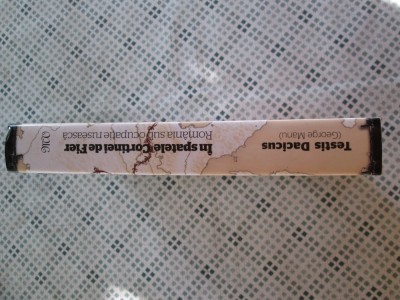 Testis Dacicus
(George Manu)
În spatele Cortinei de Fier
România sub ocupație rusească